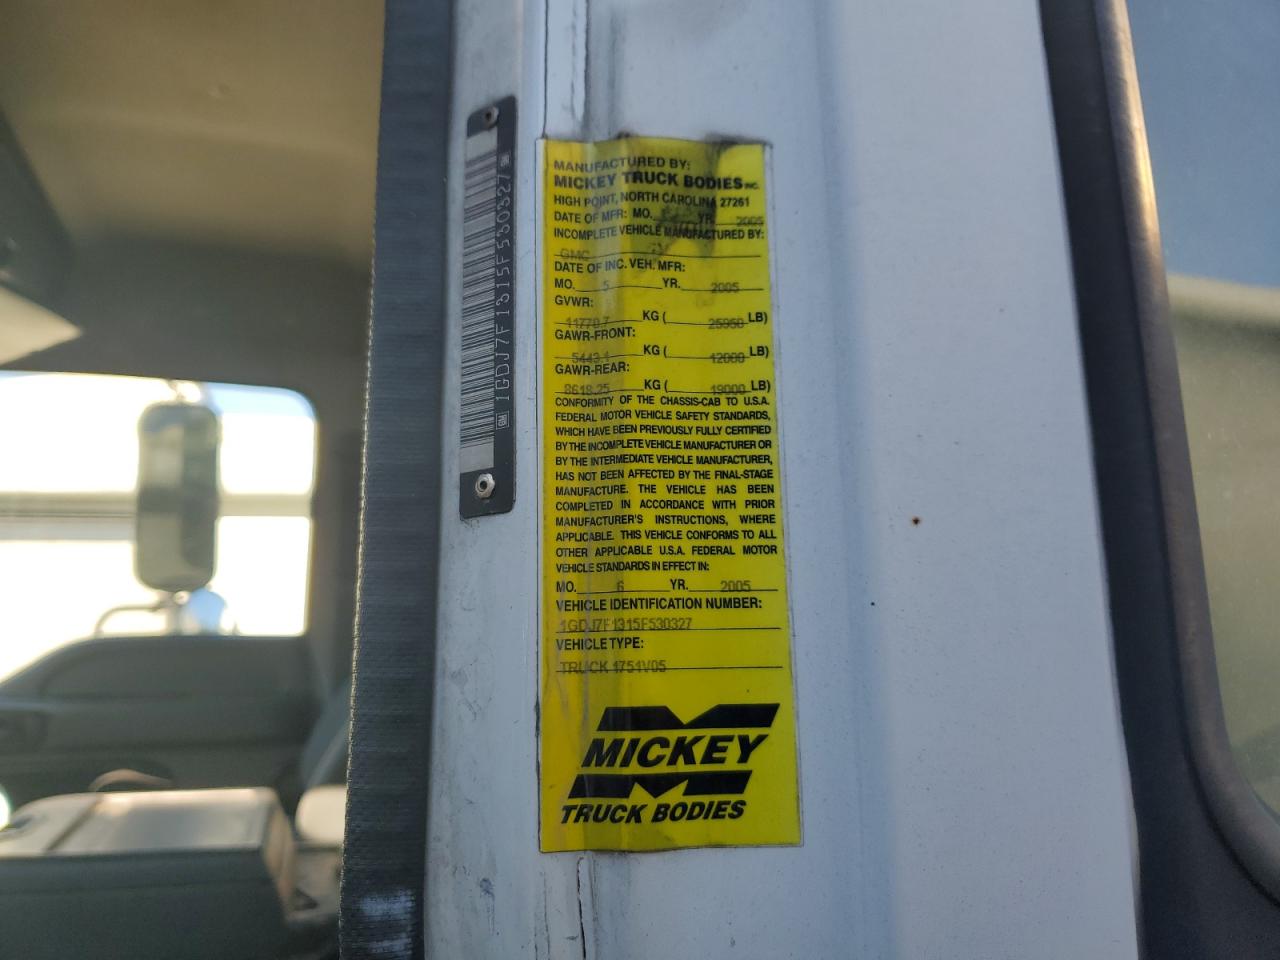 1GDJ7F1315F530327
MANUFACTURED BY:
MICKEY TRUCK BODIES INC.
HIGH POINT, NORTH CAROLINA 27261
DATE OF MFR: MO. YR. 2005
INCOMPLETE VEHICLE MANUFACTURED BY:
GMC
DATE OF INC. VEH. MFR:
MO. 5 YR. 2005
GVWR:
11770.7 KG ( 25950 LB)
GAWR-FRONT:
5443.1 KG ( 12000 LB)
GAWR-REAR:
8618.25 KG ( 19000 LB)
CONFORMITY OF THE CHASSIS-CAB TO U.S.A.
FEDERAL MOTOR VEHICLE SAFETY STANDARDS,
WHICH HAVE BEEN PREVIOUSLY FULLY CERTIFIED
BY THE INCOMPLETE VEHICLE MANUFACTURER OR
BY THE INTERMEDIATE VEHICLE MANUFACTURER,
HAS NOT BEEN AFFECTED BY THE FINAL-STAGE
MANUFACTURE. THE VEHICLE HAS BEEN
COMPLETED IN ACCORDANCE WITH PRIOR
MANUFACTURER'S INSTRUCTIONS, WHERE
APPLICABLE. THIS VEHICLE CONFORMS TO ALL
OTHER APPLICABLE U.S.A. FEDERAL MOTOR
VEHICLE STANDARDS IN EFFECT IN:
MO. 6 YR. 2005
VEHICLE IDENTIFICATION NUMBER:
1GDJ7F1315F530327
VEHICLE TYPE:
TRUCK 1751V05
MICKEY
TRUCK BODIES